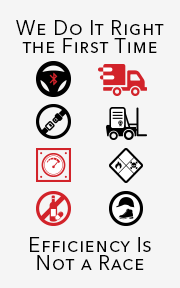 We Do It Right
the First Time
Efficiency Is
Not a Race